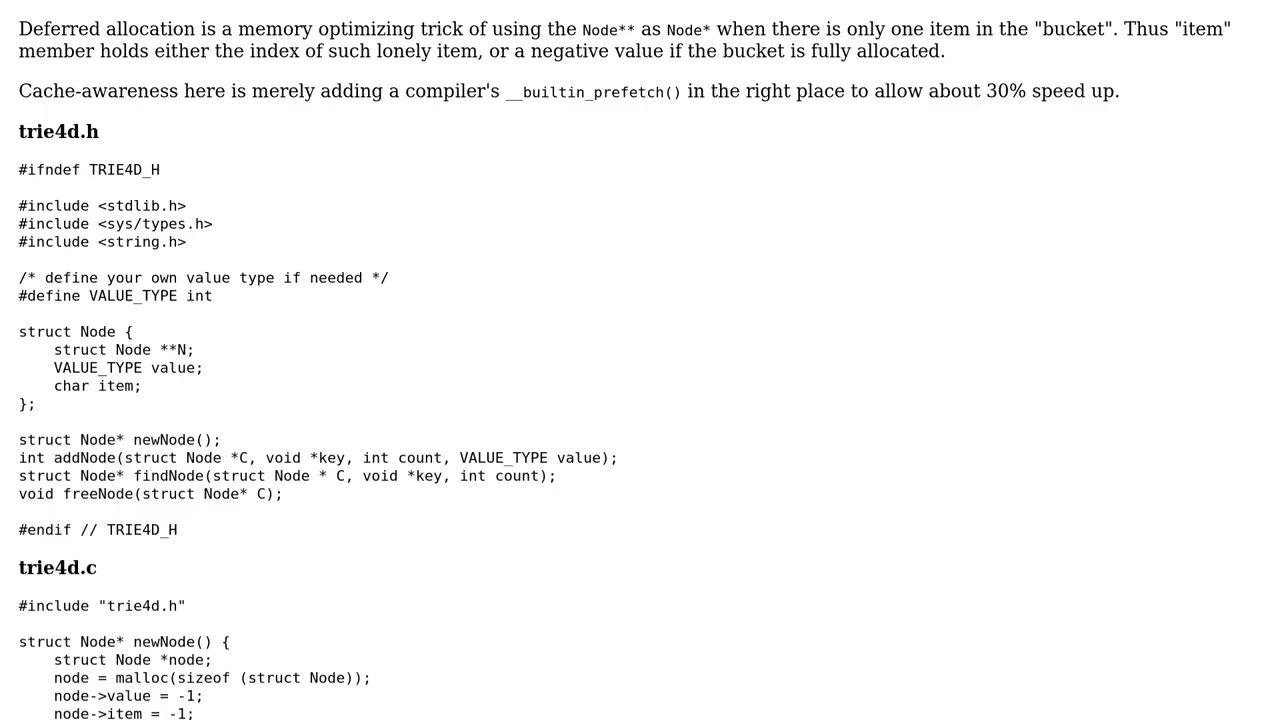 Deferred allocation is a memory optimizing trick of using the Node** as Node* when there is only one item in the "bucket". Thus "item"
member holds either the index of such lonely item, or a negative value if the bucket is fully allocated.
Cache-awareness here is merely adding a compiler's __builtin_prefetch() in the right place to allow about 30% speed up.
trie4d.h
#ifndef TRIE4D_H
#include <stdlib.h>
#include <sys/types.h>
#include <string.h>
/* define your own value type if needed */
#define VALUE_TYPE int
struct Node {
    struct Node **N;
    VALUE_TYPE value;
    char item;
};
struct Node* newNode();
int addNode(struct Node *C, void *key, int count, VALUE_TYPE value);
struct Node* findNode(struct Node * C, void *key, int count);
void freeNode(struct Node* C);
#endif // TRIE4D_H
trie4d.c
#include "trie4d.h"
struct Node* newNode() {
    struct Node *node;
    node = malloc(sizeof (struct Node));
    node->value = -1;
    node->item = -1;